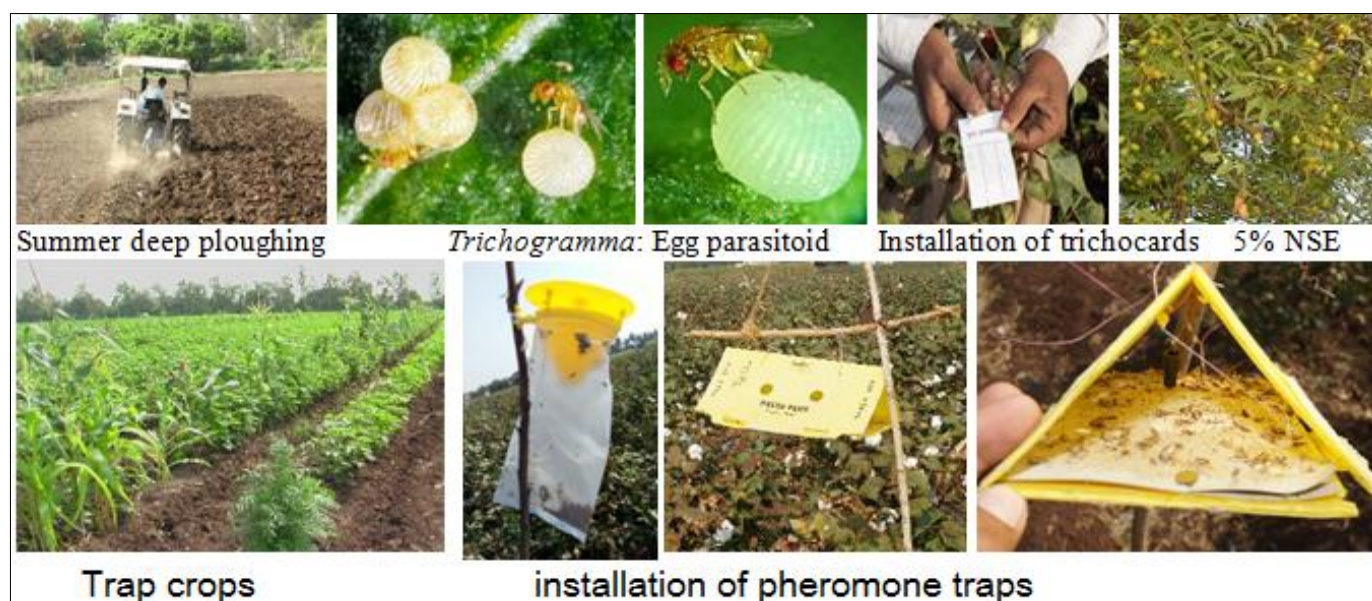 Summer deep ploughing
Trichogramma: Egg parasitoid
Installation of trichocards
5% NSE
Trap crops
installation of pheromone traps